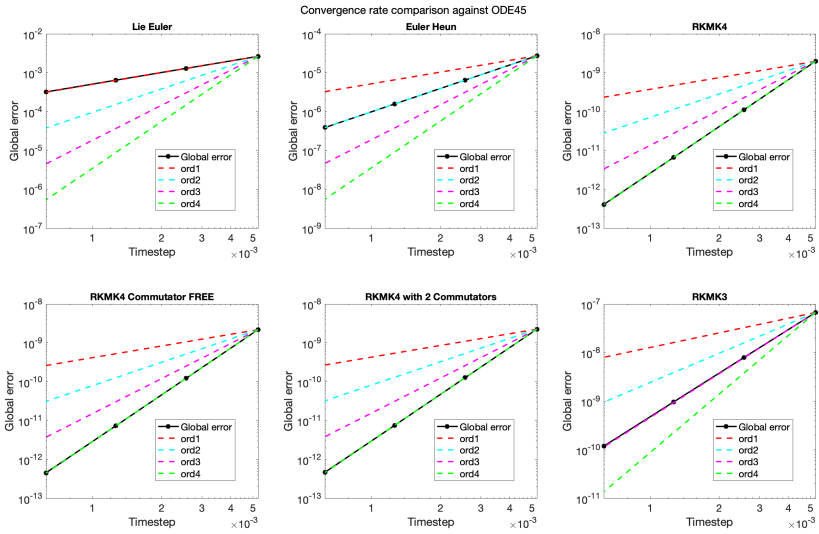 Convergence rate comparison against ODE45
Lie Euler
10^-2
10^-3
10^-4
10^-5
10^-6
10^-7
Global error
Global error
ord1
ord2
ord3
ord4
1 2 3 4 5
Timestep
×10^-3
Euler Heun
10^-4
10^-5
10^-6
10^-7
10^-8
10^-9
Global error
Global error
ord1
ord2
ord3
ord4
1 2 3 4 5
Timestep
×10^-3
RKMK4
10^-8
10^-9
10^-10
10^-11
10^-12
10^-13
Global error
Global error
ord1
ord2
ord3
ord4
1 2 3 4 5
Timestep
×10^-3
RKMK4 Commutator FREE
10^-8
10^-9
10^-10
10^-11
10^-12
10^-13
Global error
Global error
ord1
ord2
ord3
ord4
1 2 3 4 5
Timestep
×10^-3
RKMK4 with 2 Commutators
10^-8
10^-9
10^-10
10^-11
10^-12
10^-13
Global error
Global error
ord1
ord2
ord3
ord4
1 2 3 4 5
Timestep
×10^-3
RKMK3
10^-7
10^-8
10^-9
10^-10
10^-11
Global error
Global error
ord1
ord2
ord3
ord4
1 2 3 4 5
Timestep
×10^-3